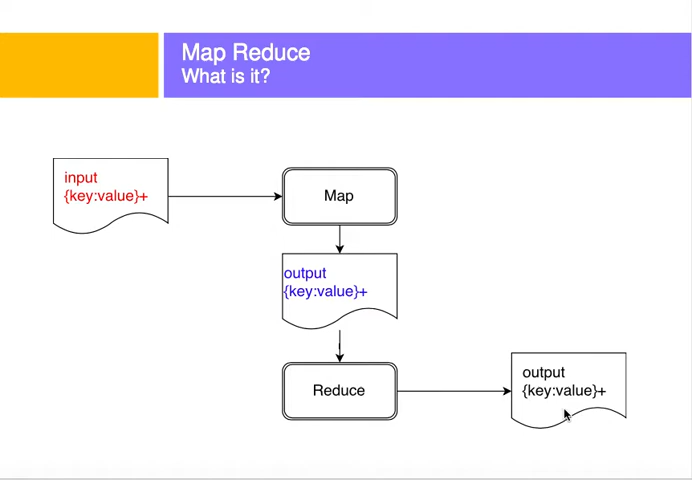 Map Reduce
What is it?
input
{key:value}+
Map
output
{key:value}+
Reduce
output
{key:value}+